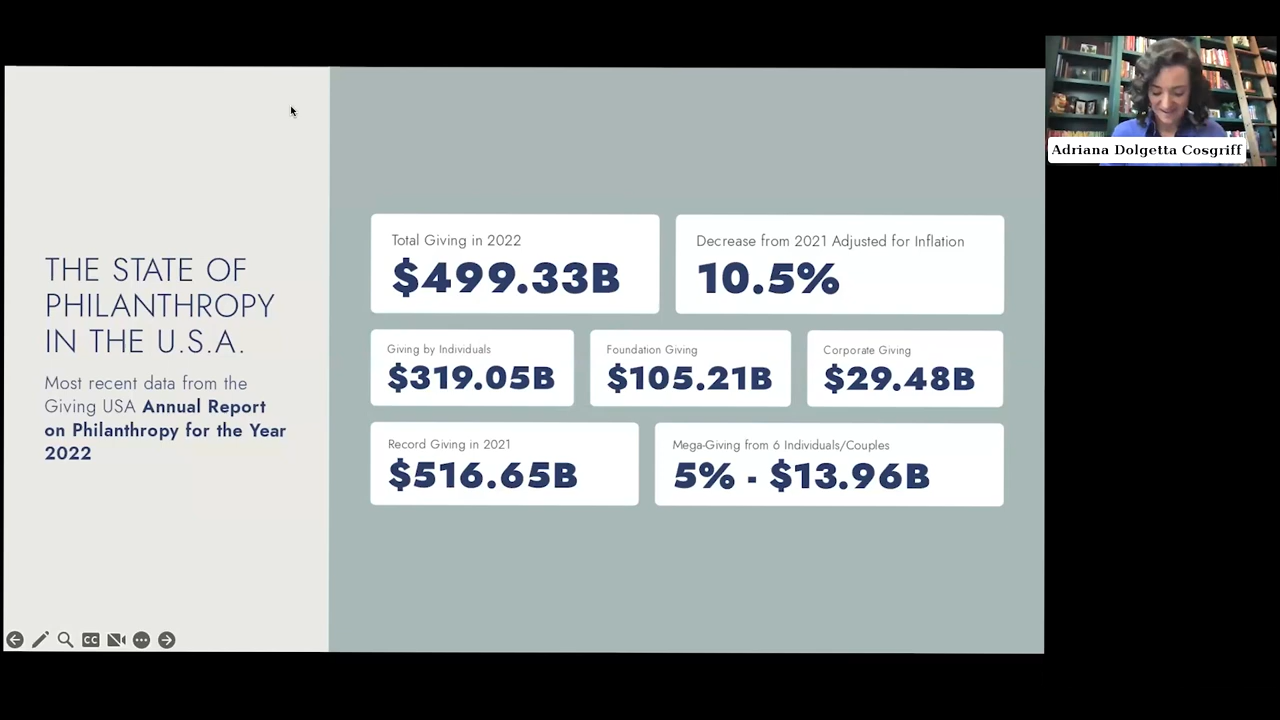 Adriana Dolgetta Cosgriff
THE STATE OF
PHILANTHROPY
IN THE U.S.A.
Most recent data from the
Giving USA Annual Report
on Philanthropy for the Year
2022
Total Giving in 2022
$499.33B
Decrease from 2021 Adjusted for Inflation
10.5%
Giving by Individuals
$319.05B
Foundation Giving
$105.21B
Corporate Giving
$29.48B
Record Giving in 2021
$516.65B
Mega-Giving from 6 Individuals/Couples
5% - $13.96B
CC